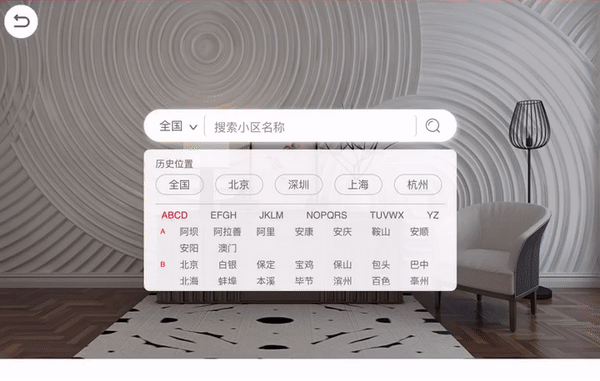 全国 搜索小区名称
历史位置
全国 北京 深圳 上海 杭州
ABCD EFGH JKLM NOPQRS TUVWX YZ
A 阿坝 阿拉善 阿里 安康 安庆 鞍山 安顺
安阳 澳门
B 北京 白银 保定 宝鸡 保山 包头 巴中
北海 蚌埠 本溪 毕节 滨州 百色 亳州